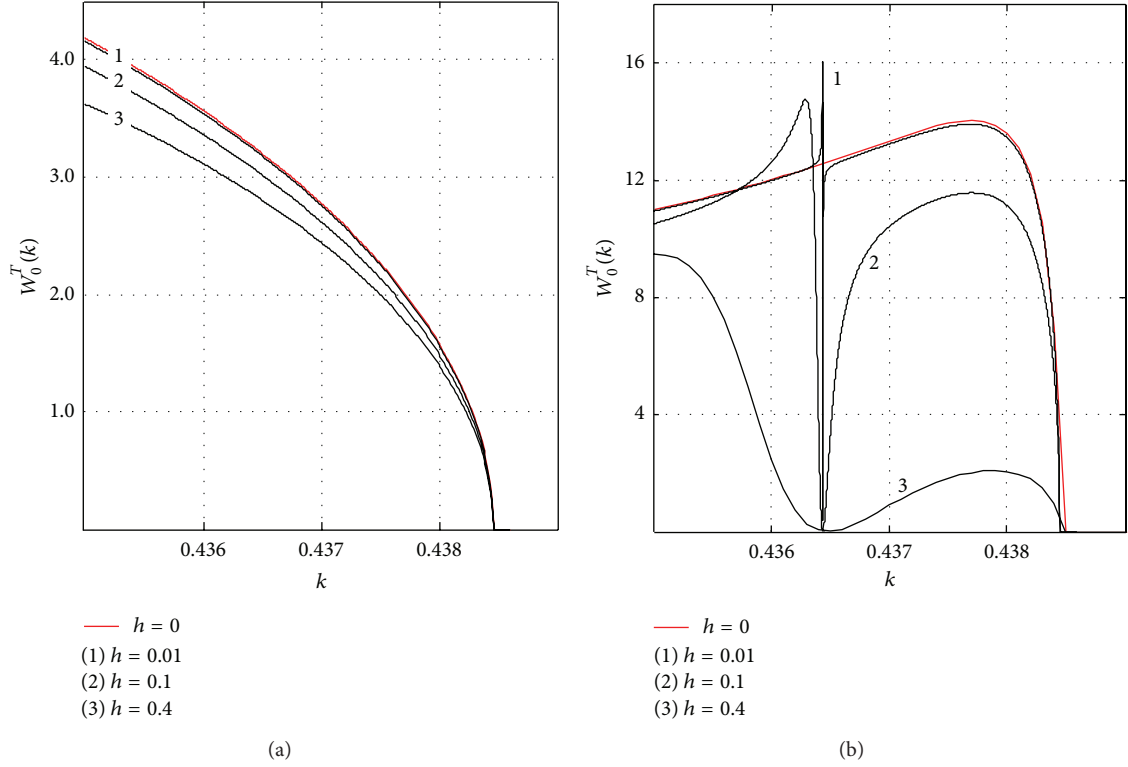 4.0
3.0
2.0
1.0
W_0^T(k)
1
2
3
0.436
0.437
0.438
k
h = 0
(1) h = 0.01
(2) h = 0.1
(3) h = 0.4
(a)
16
12
8
4
W_0^T(k)
1
2
3
0.436
0.437
0.438
k
h = 0
(1) h = 0.01
(2) h = 0.1
(3) h = 0.4
(b)